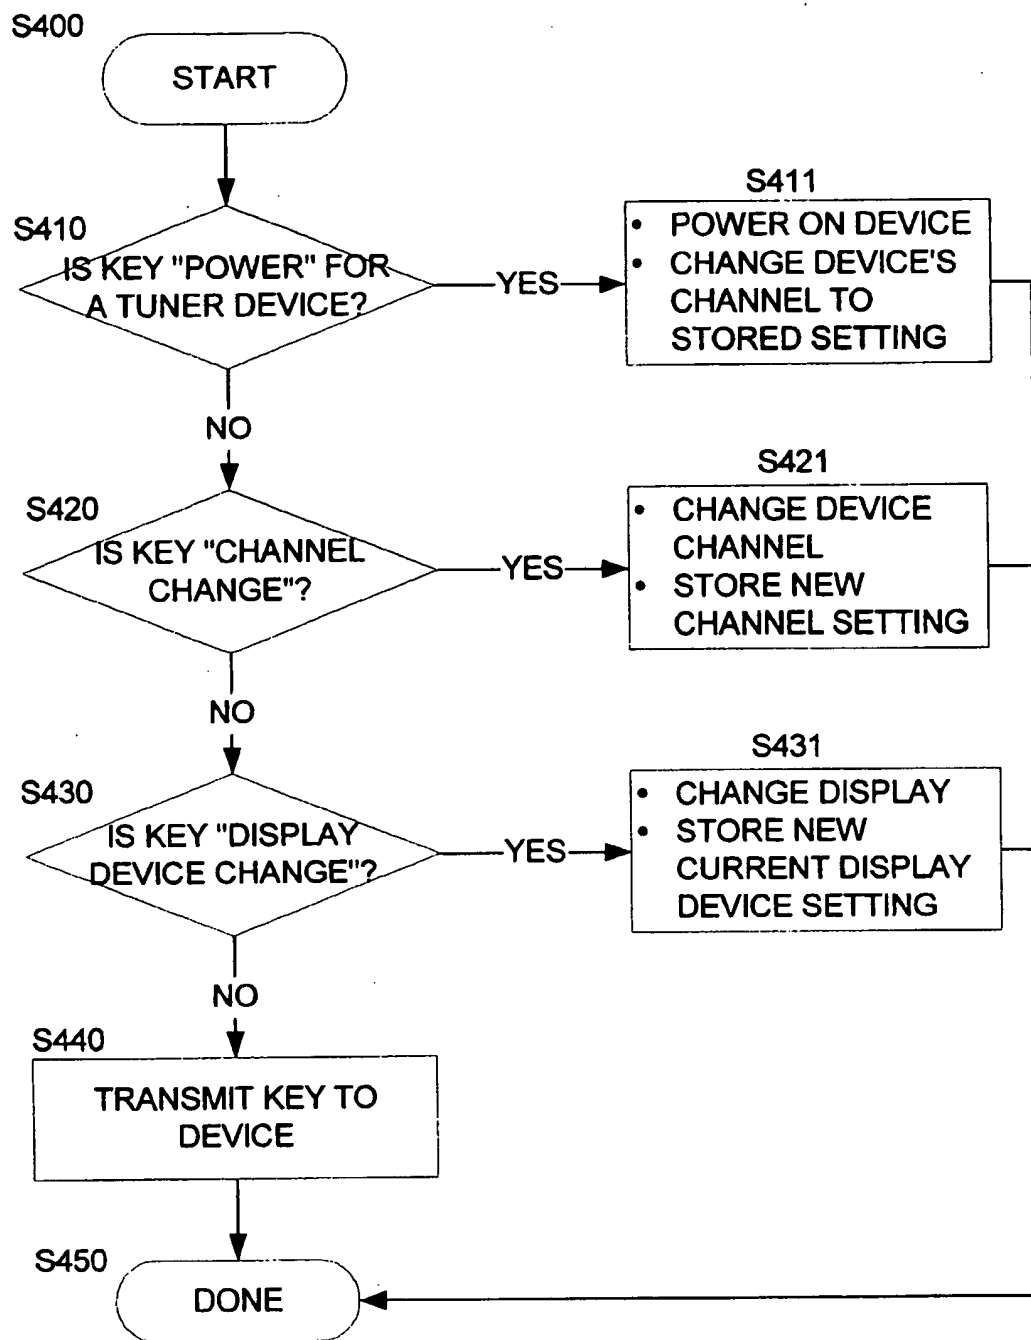 S400
START
S410
IS KEY "POWER" FOR
A TUNER DEVICE?
YES
S411
• POWER ON DEVICE
• CHANGE DEVICE'S
CHANNEL TO
STORED SETTING
NO
S420
IS KEY "CHANNEL
CHANGE"?
YES
S421
• CHANGE DEVICE
CHANNEL
• STORE NEW
CHANNEL SETTING
NO
S430
IS KEY "DISPLAY
DEVICE CHANGE"?
YES
S431
• CHANGE DISPLAY
• STORE NEW
CURRENT DISPLAY
DEVICE SETTING
NO
S440
TRANSMIT KEY TO
DEVICE
S450
DONE